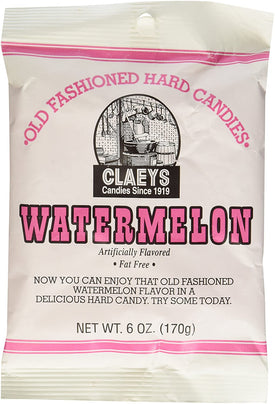 •OLD FASHIONED HARD CANDIES•
CLAEYS
Candies Since 1919
WATERMELON
Artificially Flavored
• Fat Free •
NOW YOU CAN ENJOY THAT OLD FASHIONED
WATERMELON FLAVOR IN A
DELICIOUS HARD CANDY. TRY SOME TODAY.
NET WT. 6 OZ. (170g)